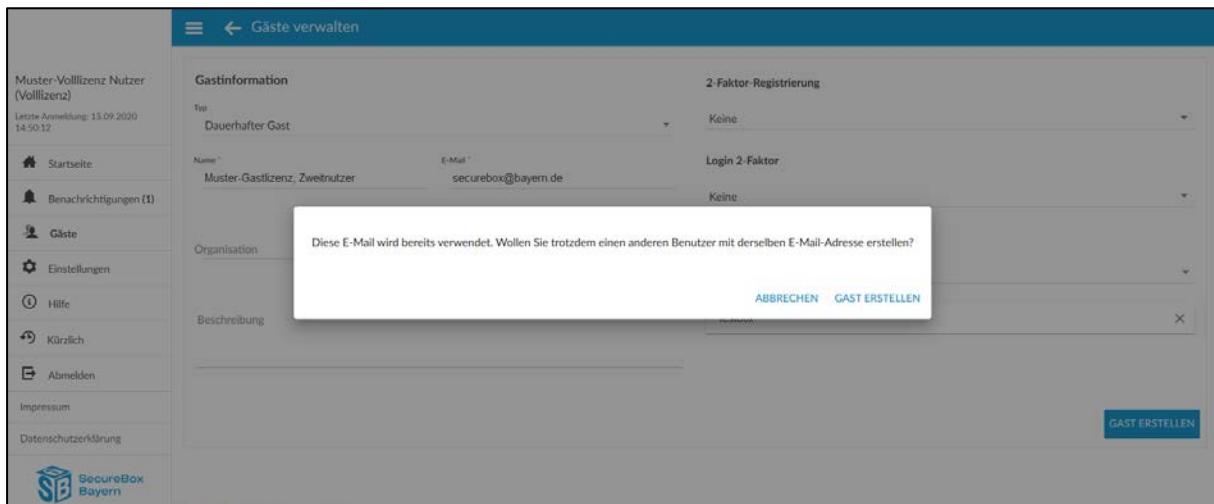 Gäste verwalten
Muster-Volllizenz Nutzer
(Volllizenz)
Letzte Anmeldung: 15.09.2020
14:50:12
Startseite
Benachrichtigungen (1)
Gäste
Einstellungen
Hilfe
Kürzlich
Abmelden
Impressum
Datenschutzerklärung
SecureBox
Bayern
Gastinformation
Typ
Dauerhafter Gast
Name *
E-Mail *
Muster-Gastlizenz, Zweitnutzer
securebox@bayern.de
Organisation
Beschreibung
2-Faktor-Registrierung
Keine
Login 2-Faktor
Keine
Diese E-Mail wird bereits verwendet. Wollen Sie trotzdem einen anderen Benutzer mit derselben E-Mail-Adresse erstellen?
ABBRECHEN GAST ERSTELLEN
GAST ERSTELLEN